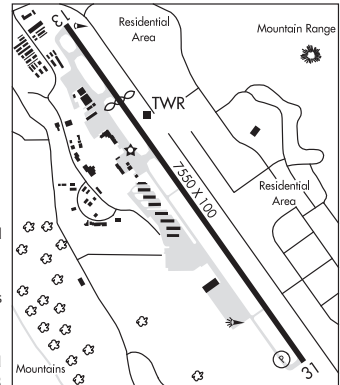 13
Residential
Area
Mountain Range
TWR
7550 X 100
Residential
Area
P
31
Mountains